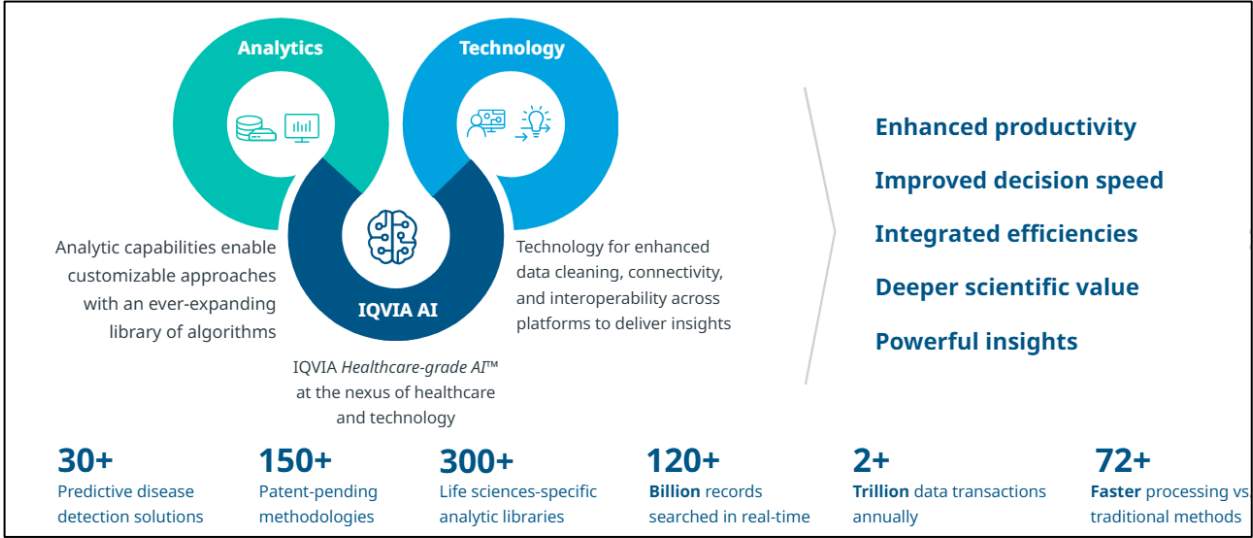 Analytics
Technology
Analytic capabilities enable
customizable approaches
with an ever-expanding
library of algorithms
IQVIA AI
IQVIA Healthcare-grade AI™
at the nexus of healthcare
and technology
Technology for enhanced
data cleaning, connectivity,
and interoperability across
platforms to deliver insights
Enhanced productivity
Improved decision speed
Integrated efficiencies
Deeper scientific value
Powerful insights
30+
Predictive disease
detection solutions
150+
Patent-pending
methodologies
300+
Life sciences-specific
analytic libraries
120+
Billion records
searched in real-time
2+
Trillion data transactions
annually
72+
Faster processing vs.
traditional methods